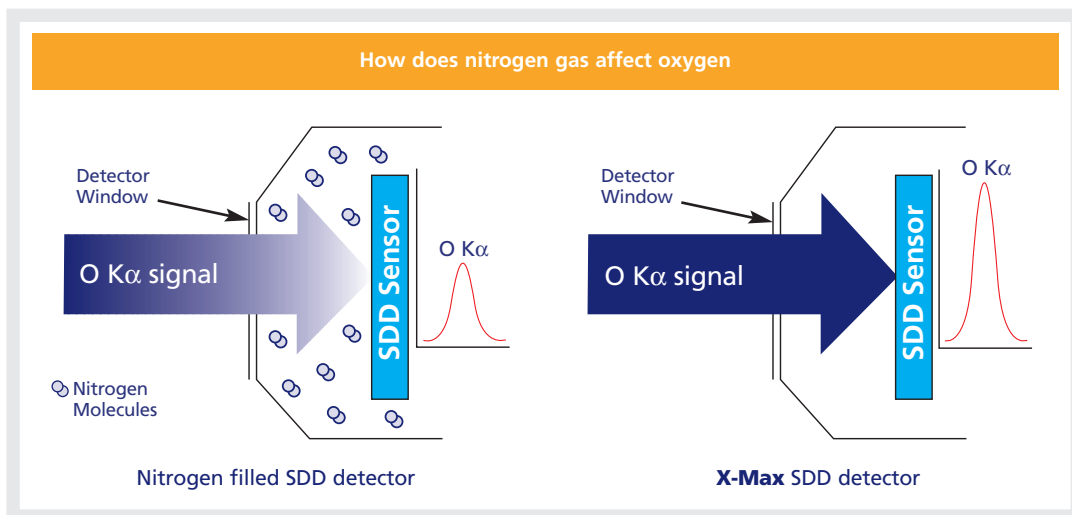 How does nitrogen gas affect oxygen
Detector
Window
O Kα signal
SDD Sensor
O Kα
Nitrogen
Molecules
Nitrogen filled SDD detector
Detector
Window
O Kα signal
SDD Sensor
O Kα
X-Max SDD detector